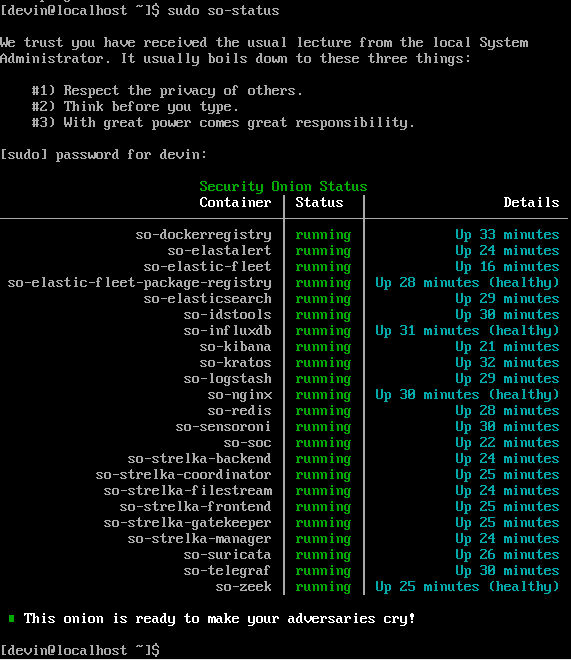 [devin@localhost ~]$ sudo so-status
We trust you have received the usual lecture from the local System
Administrator. It usually boils down to these three things:
#1) Respect the privacy of others.
#2) Think before you type.
#3) With great power comes great responsibility.
[sudo] password for devin:
Security Onion Status
Container | Status | Details
so-dockerregistry | running | Up 33 minutes
so-elastalert | running | Up 24 minutes
so-elastic-fleet | running | Up 16 minutes
so-elastic-fleet-package-registry | running | Up 28 minutes (healthy)
so-elasticsearch | running | Up 29 minutes
so-idstools | running | Up 30 minutes
so-influxdb | running | Up 31 minutes (healthy)
so-kibana | running | Up 21 minutes
so-kratos | running | Up 32 minutes
so-logstash | running | Up 29 minutes
so-nginx | running | Up 30 minutes (healthy)
so-redis | running | Up 28 minutes
so-sensoroni | running | Up 30 minutes
so-soc | running | Up 22 minutes
so-strelka-backend | running | Up 24 minutes
so-strelka-coordinator | running | Up 25 minutes
so-strelka-filestream | running | Up 24 minutes
so-strelka-frontend | running | Up 25 minutes
so-strelka-gatekeeper | running | Up 25 minutes
so-strelka-manager | running | Up 24 minutes
so-suricata | running | Up 26 minutes
so-telegraf | running | Up 30 minutes
so-zeek | running | Up 25 minutes (healthy)
This onion is ready to make your adversaries cry!
[devin@localhost ~]$